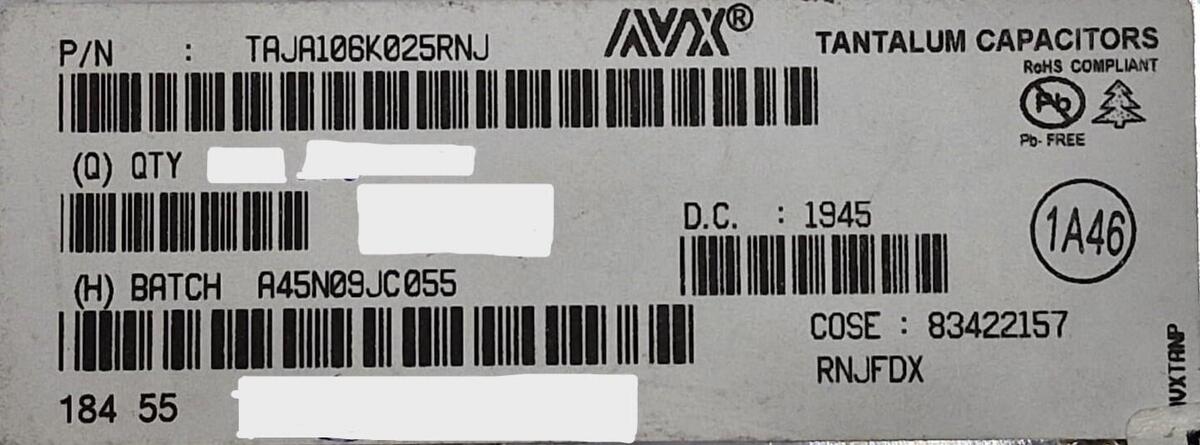 P/N : TAJA106K025RNJ
AVX®
TANTALUM CAPACITORS
RoHS COMPLIANT
Pb
Pb- FREE
(Q) QTY
D.C. : 1945
1A46
(H) BATCH A45N09JC055
COSE : 83422157
RNJFDX
184 55